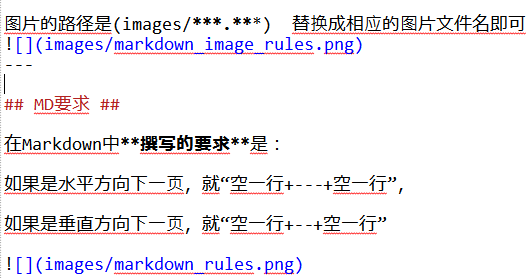 图片的路径是(images/***.***)  替换成相应的图片文件名即可
![](images/markdown_image_rules.png)
---
## MD要求 ##
在Markdown中**撰写的要求**是：
如果是水平方向下一页，就“空一行+---+空一行”，
如果是垂直方向下一页，就“空一行+--+空一行”
![](images/markdown_rules.png)